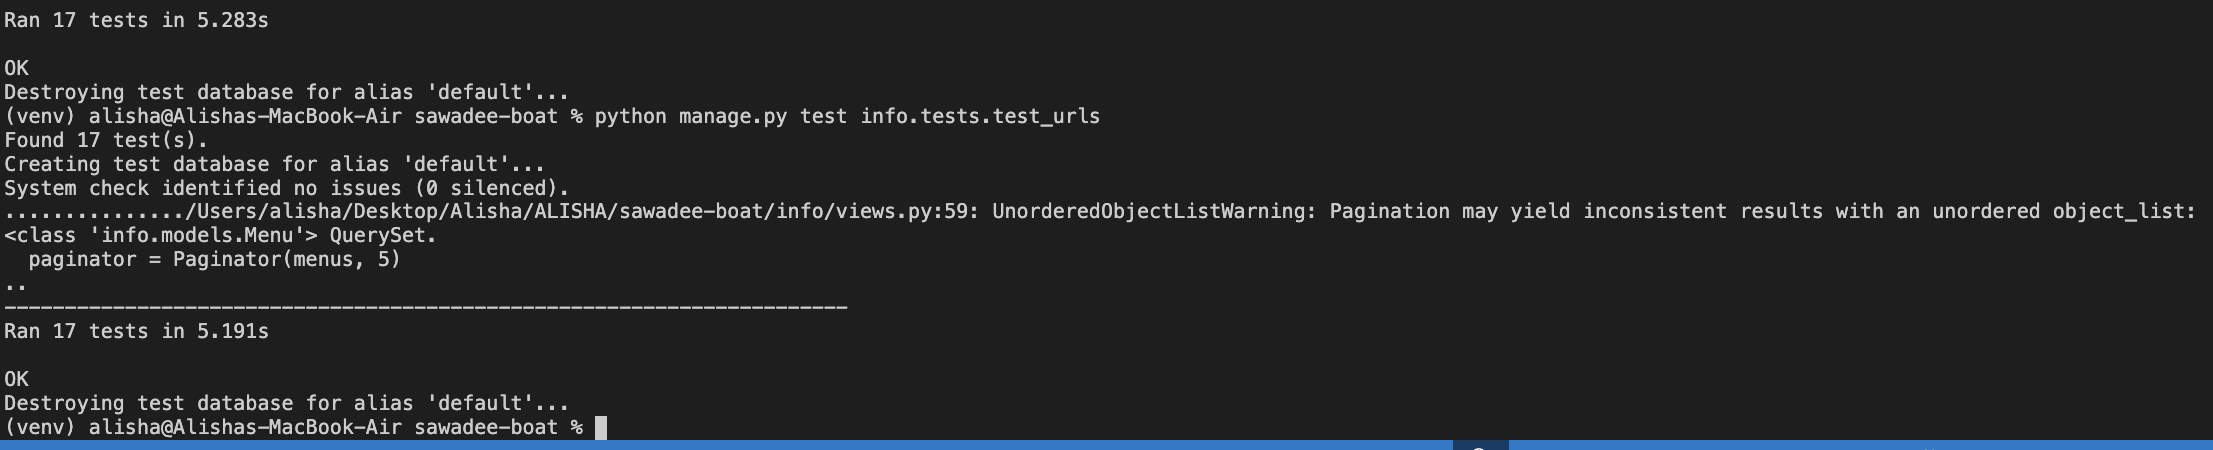 Ran 17 tests in 5.283s
OK
Destroying test database for alias 'default'...
(venv) alisha@Alishas-MacBook-Air sawadee-boat % python manage.py test info.tests.test_urls
Found 17 test(s).
Creating test database for alias 'default'...
System check identified no issues (0 silenced).
.............../Users/alisha/Desktop/Alisha/ALISHA/sawadee-boat/info/views.py:59: UnorderedObjectListWarning: Pagination may yield inconsistent results with an unordered object_list:
<class 'info.models.Menu'> QuerySet.
  paginator = Paginator(menus, 5)
..
----------------------------------------------------------------------
Ran 17 tests in 5.191s
OK
Destroying test database for alias 'default'...
(venv) alisha@Alishas-MacBook-Air sawadee-boat %